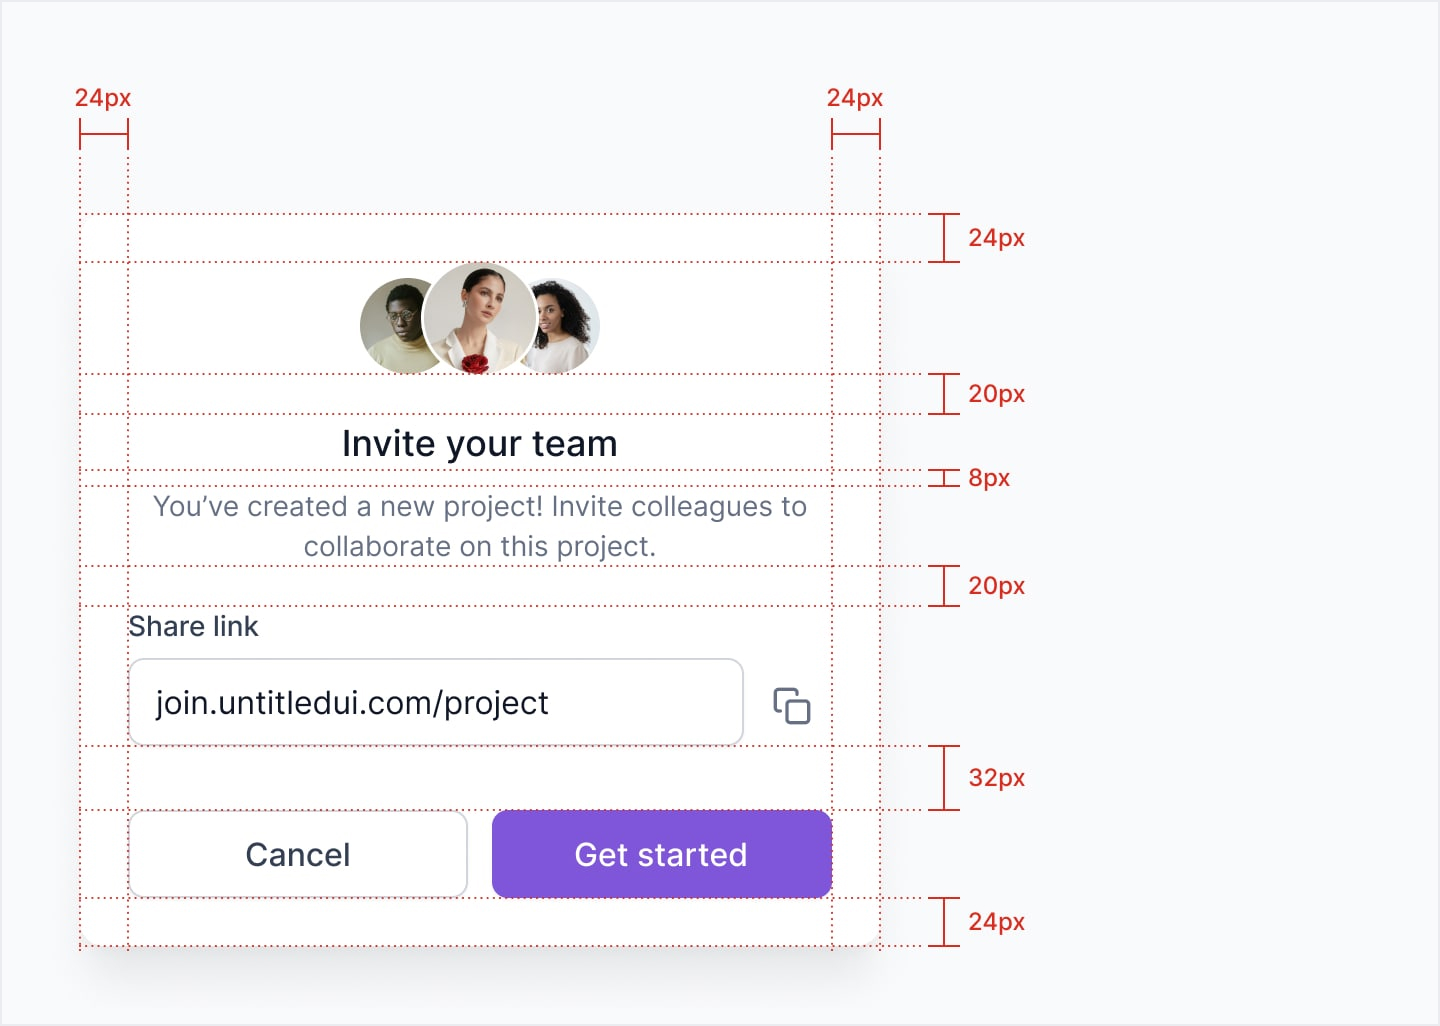 24px
24px
24px
20px
Invite your team
8px
You’ve created a new project! Invite colleagues to
collaborate on this project.
20px
Share link
join.untitledui.com/project
32px
Cancel
Get started
24px